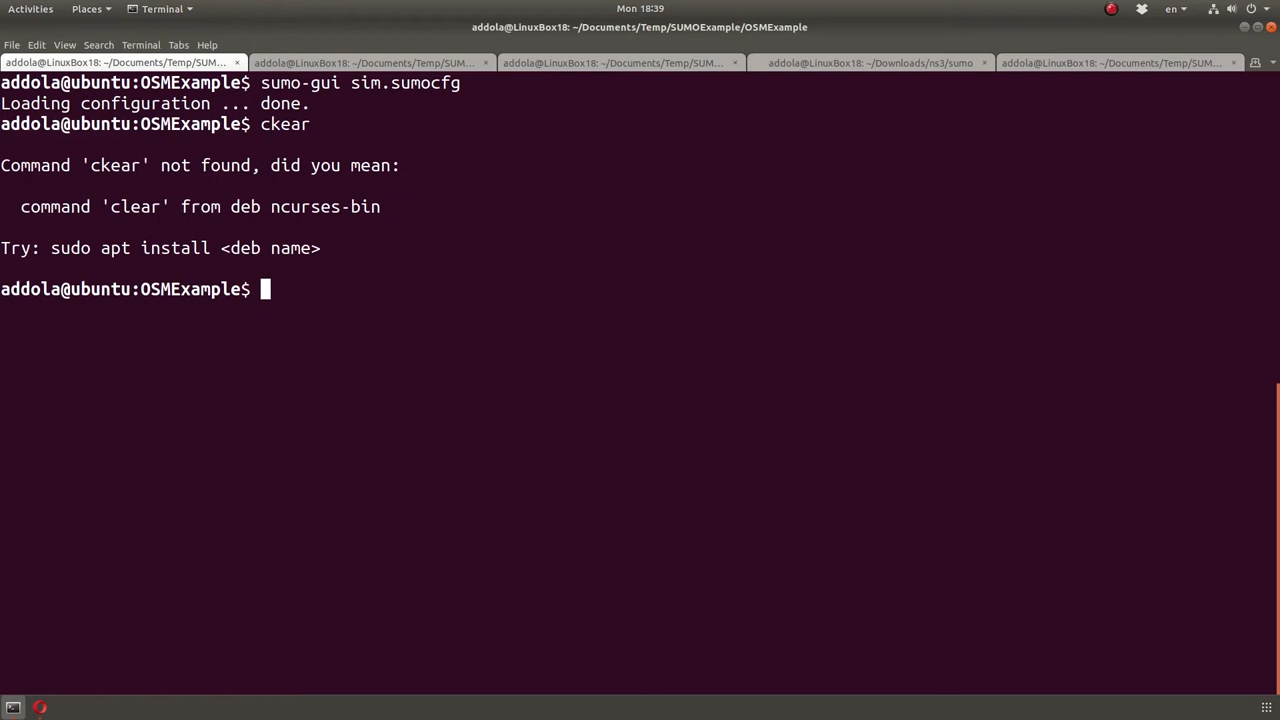 Activities Places Terminal Mon 18:39 en
addola@LinuxBox18: ~/Documents/Temp/SUMOExample/OSMExample
File Edit View Search Terminal Tabs Help
addola@LinuxBox18: ~/Documents/Temp/SUM... addola@LinuxBox18: ~/Documents/Temp/SUM... addola@LinuxBox18: ~/Documents/Temp/SUM... addola@LinuxBox18: ~/Downloads/ns3/sumo addola@LinuxBox18: ~/Documents/Temp/SUM...
addola@ubuntu:OSMExample$ sumo-gui sim.sumocfg
Loading configuration ... done.
addola@ubuntu:OSMExample$ ckear
Command 'ckear' not found, did you mean:
command 'clear' from deb ncurses-bin
Try: sudo apt install <deb name>
addola@ubuntu:OSMExample$